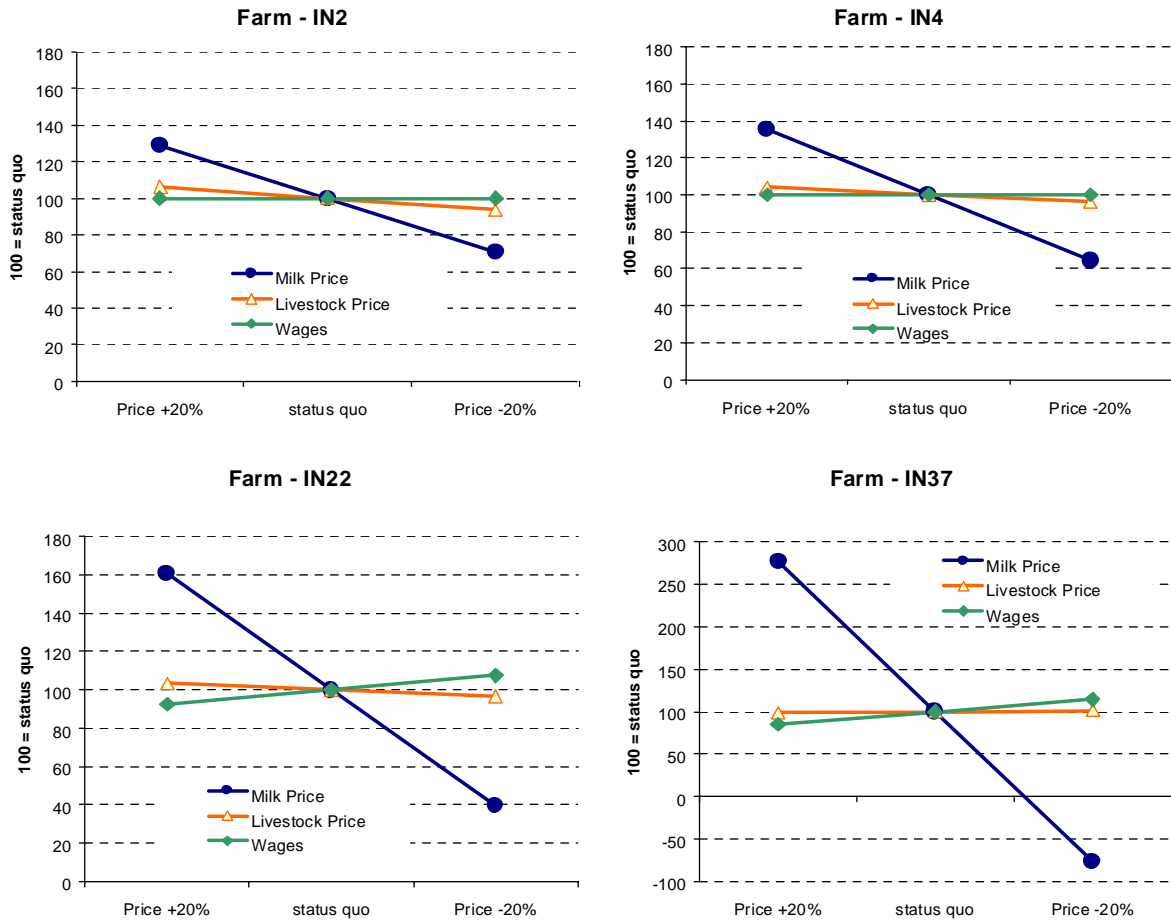 Farm - IN2
100 = status quo
180
160
140
120
100
80
60
40
20
0
Milk Price
Livestock Price
Wages
Price +20%
status quo
Price -20%
Farm - IN4
100 = status quo
180
160
140
120
100
80
60
40
20
0
Milk Price
Livestock Price
Wages
Price +20%
status quo
Price -20%
Farm - IN22
100 = status quo
180
160
140
120
100
80
60
40
20
0
Milk Price
Livestock Price
Wages
Price +20%
status quo
Price -20%
Farm - IN37
100 = status quo
300
250
200
150
100
50
0
-50
-100
Milk Price
Livestock Price
Wages
Price +20%
status quo
Price -20%